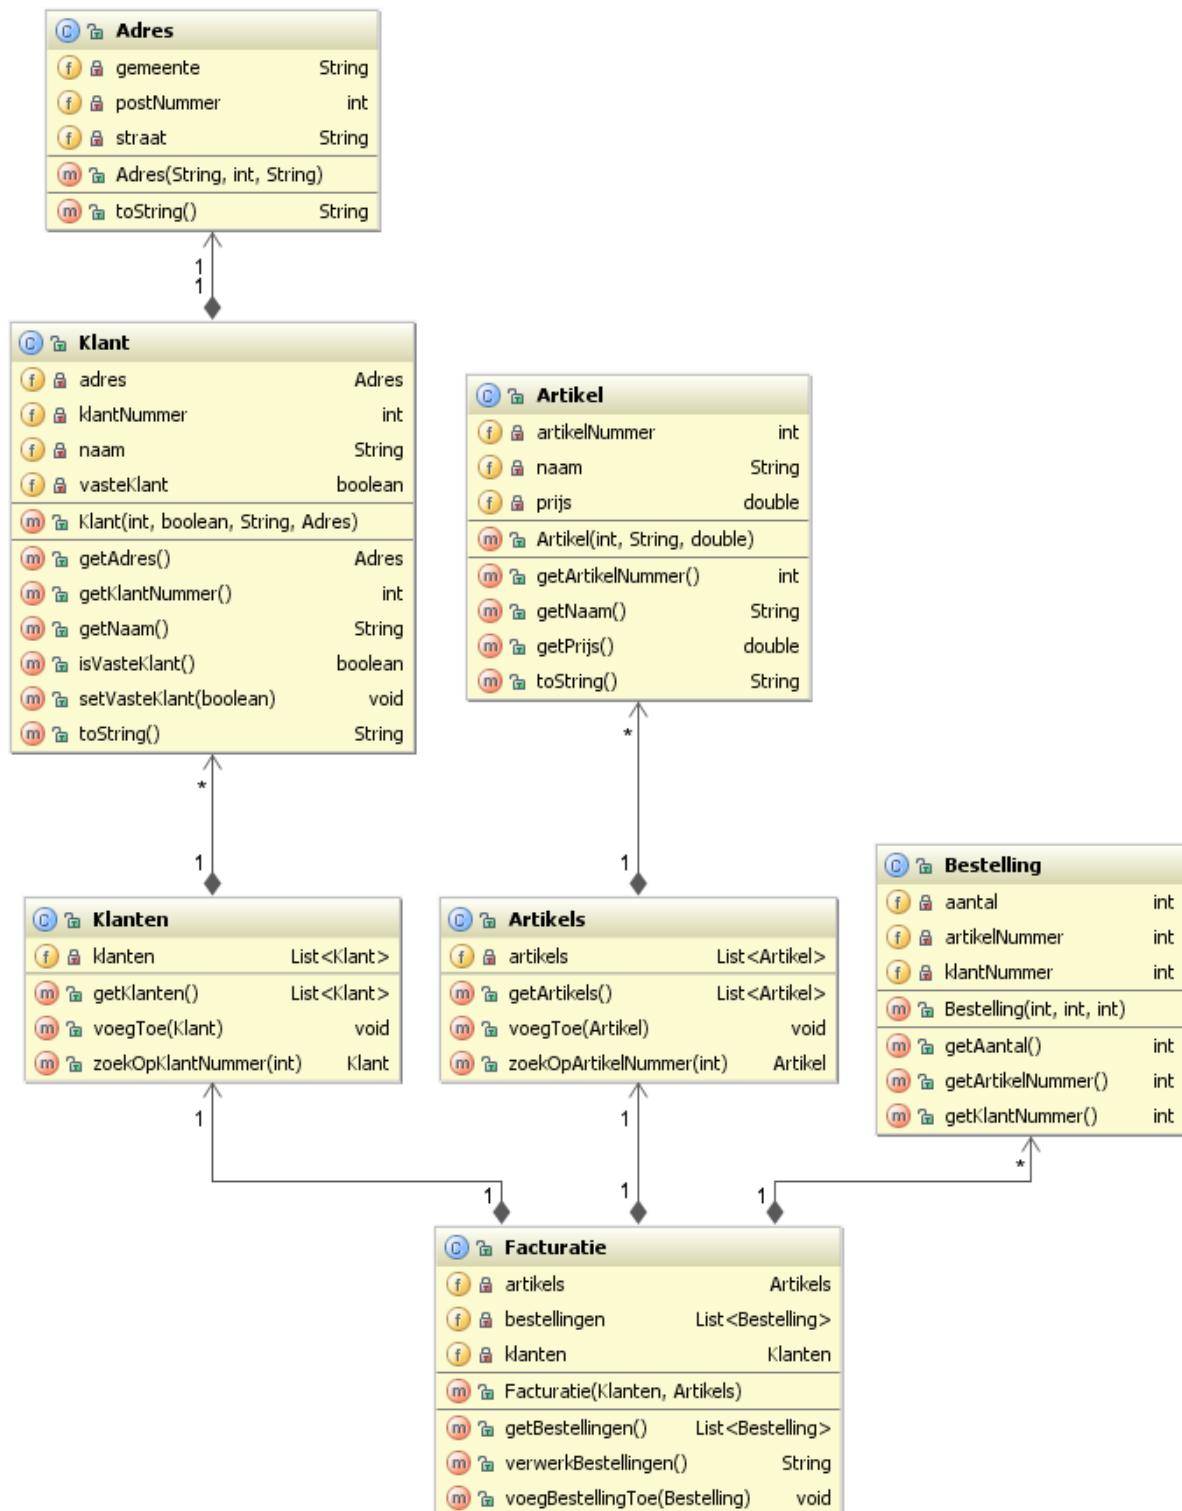 Adres
gemeente String
postNummer int
straat String
Adres(String, int, String)
toString() String
1
1
Klant
adres Adres
klantNummer int
naam String
vasteKlant boolean
Klant(int, boolean, String, Adres)
getAdres() Adres
getKlantNummer() int
getNaam() String
isVasteKlant() boolean
setVasteKlant(boolean) void
toString() String
Artikel
artikelNummer int
naam String
prijs double
Artikel(int, String, double)
getArtikelNummer() int
getNaam() String
getPrijs() double
toString() String
*
1
*
1
Klanten
klanten List<Klant>
getKlanten() List<Klant>
voegToe(Klant) void
zoekOpKlantNummer(int) Klant
Artikels
artikels List<Artikel>
getArtikels() List<Artikel>
voegToe(Artikel) void
zoekOpArtikelNummer(int) Artikel
Bestelling
aantal int
artikelNummer int
klantNummer int
Bestelling(int, int, int)
getAantal() int
getArtikelNummer() int
getKlantNummer() int
1
1
*
1
1
1
Facturatie
artikels Artikels
bestellingen List<Bestelling>
klanten Klanten
Facturatie(Klanten, Artikels)
getBestellingen() List<Bestelling>
verwerkBestellingen() String
voegBestellingToe(Bestelling) void